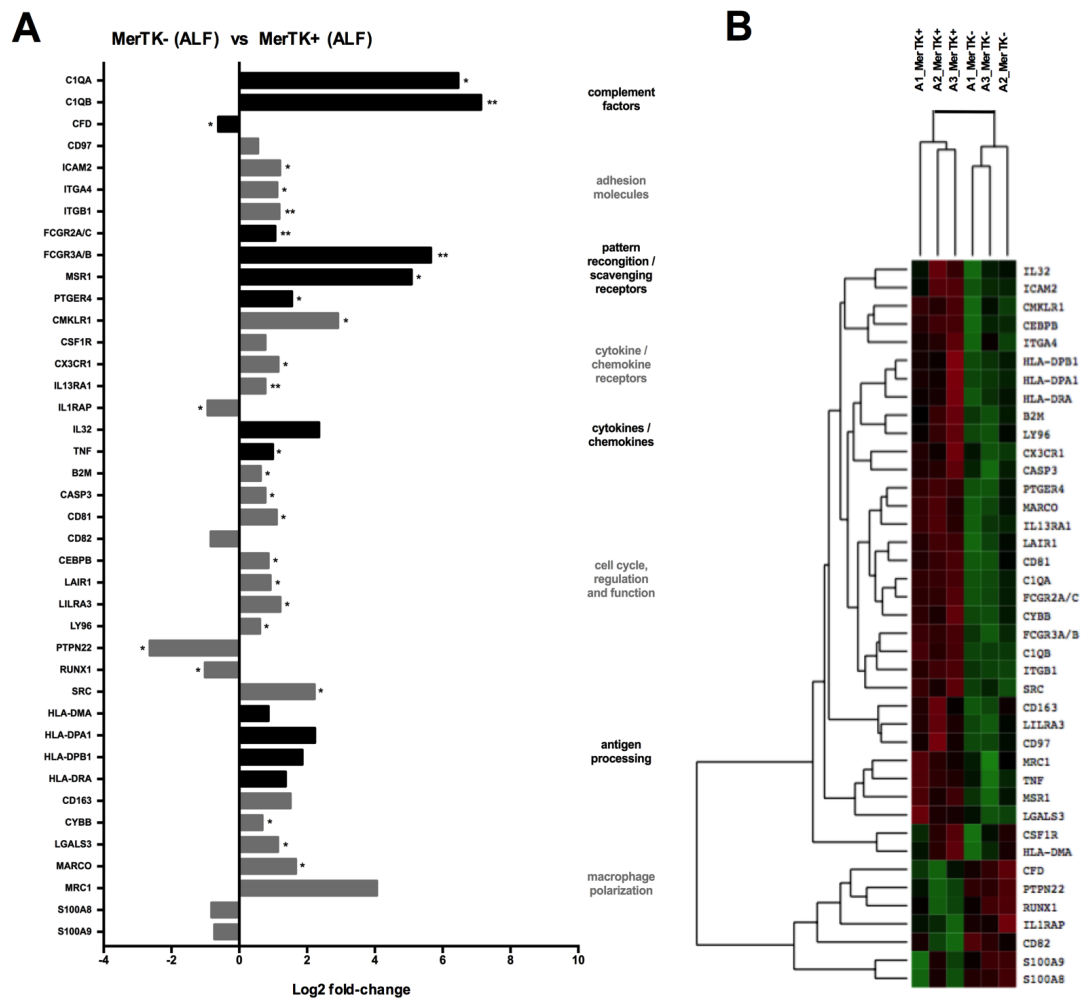 A
MerTK- (ALF) vs MerTK+ (ALF)
C1QA
*
C1QB
**
CFD
*
CD97
ICAM2
*
ITGA4
*
ITGB1
**
FCGR2A/C
**
FCGR3A/B
**
MSR1
*
PTGER4
*
CMKLR1
*
CSF1R
CX3CR1
*
IL13RA1
**
IL1RAP
*
IL32
TNF
*
B2M
*
CASP3
*
CD81
*
CD82
CEBPB
*
LAIR1
*
LILRA3
*
LY96
*
PTPN22
*
RUNX1
*
SRC
*
HLA-DMA
HLA-DPA1
HLA-DPB1
HLA-DRA
CD163
CYBB
*
LGALS3
*
MARCO
*
MRC1
S100A8
S100A9
-4 -2 0 2 4 6 8 10
Log2 fold-change
complement
factors
adhesion
molecules
pattern
recongition /
scavenging
receptors
cytokine /
chemokine
receptors
cytokines /
chemokines
cell cycle,
regulation
and function
antigen
processing
macrophage
polarization
B
A1_MerTK+
A2_MerTK+
A3_MerTK+
A1_MerTK-
A3_MerTK-
A2_MerTK-
IL32
ICAM2
CMKLR1
CEBPB
ITGA4
HLA-DPB1
HLA-DPA1
HLA-DRA
B2M
LY96
CX3CR1
CASP3
PTGER4
MARCO
IL13RA1
LAIR1
CD81
C1QA
FCGR2A/C
CYBB
FCGR3A/B
C1QB
ITGB1
SRC
CD163
LILRA3
CD97
MRC1
TNF
MSR1
LGALS3
CSF1R
HLA-DMA
CFD
PTPN22
RUNX1
IL1RAP
CD82
S100A9
S100A8